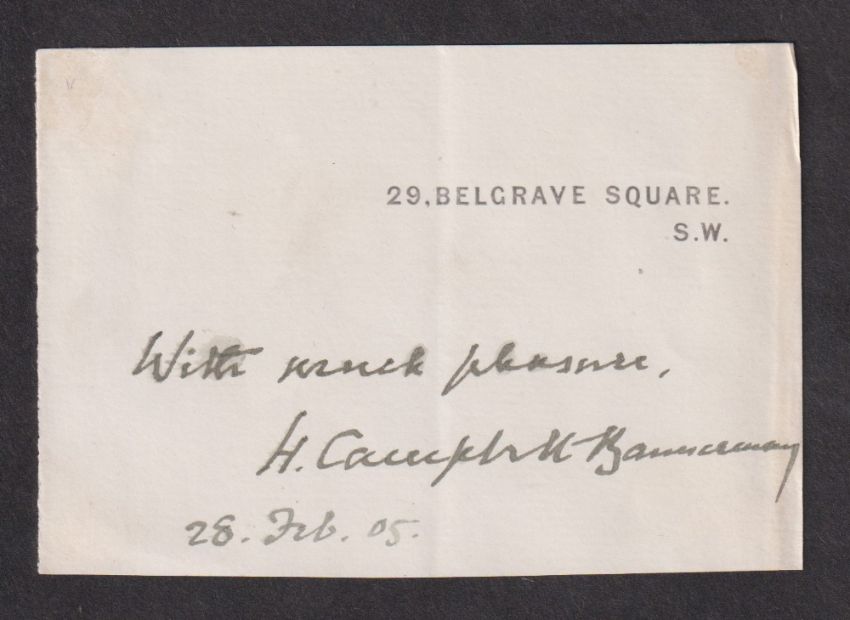 29, BELGRAVE SQUARE.
S.W.
With much pleasure,
H. Campbell Bannerman
28. Feb. 05.